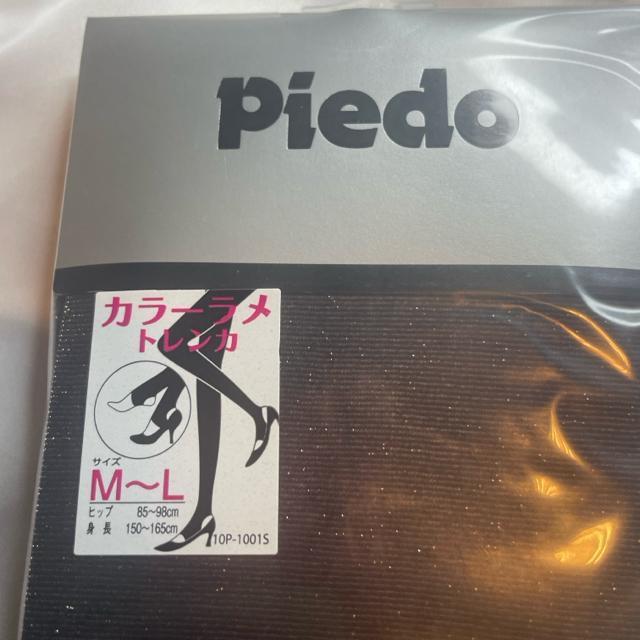 piedo
カラーラメ
トレンカ
サイズ
M～L
ヒップ 85～98cm
身長 150～165cm
10P-1001S